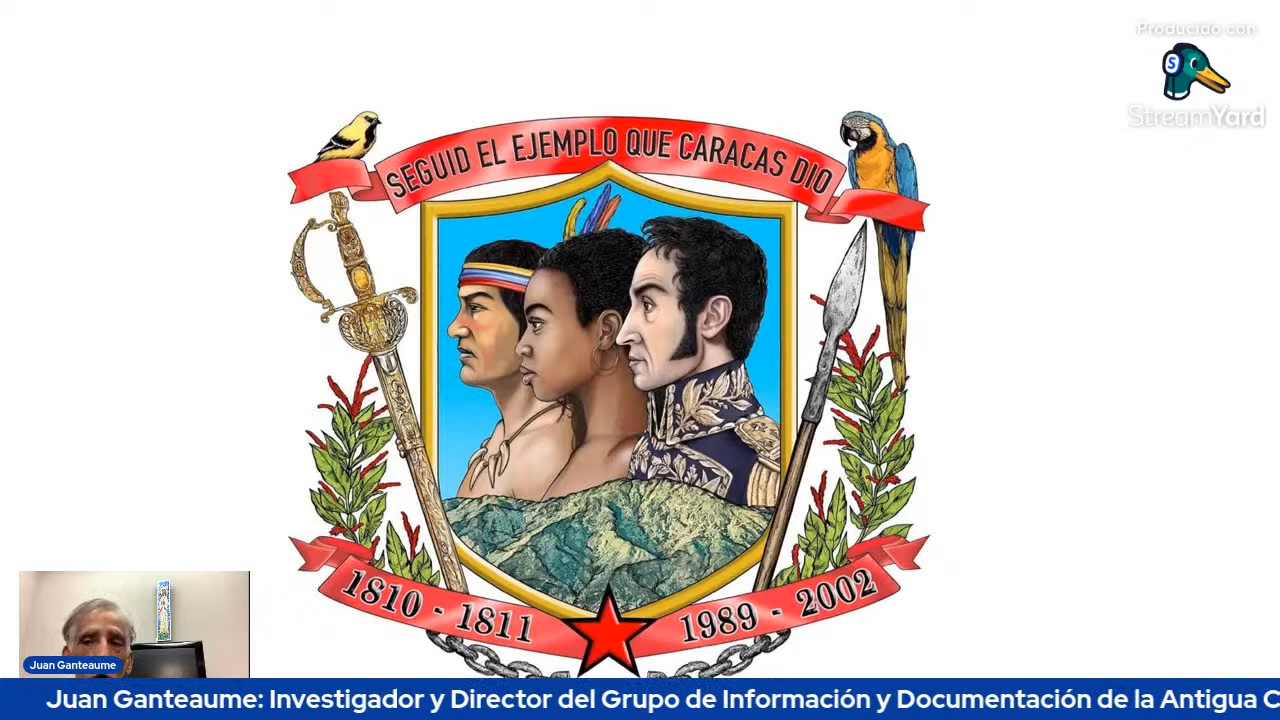 Producido con
StreamYard
SEGUID EL EJEMPLO QUE CARACAS DIO
1810 - 1811
1989 - 2002
Juan Ganteaume
Juan Ganteaume: Investigador y Director del Grupo de Información y Documentación de la Antigua C